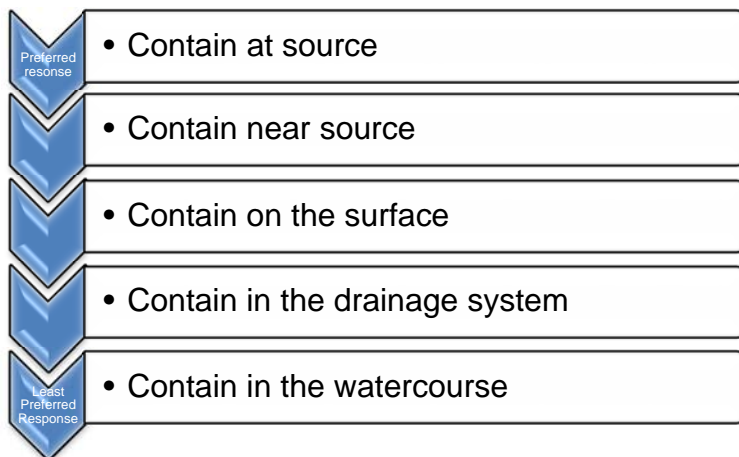 Preferred
resonse
• Contain at source
• Contain near source
• Contain on the surface
• Contain in the drainage system
Least
Preferred
Response
• Contain in the watercourse